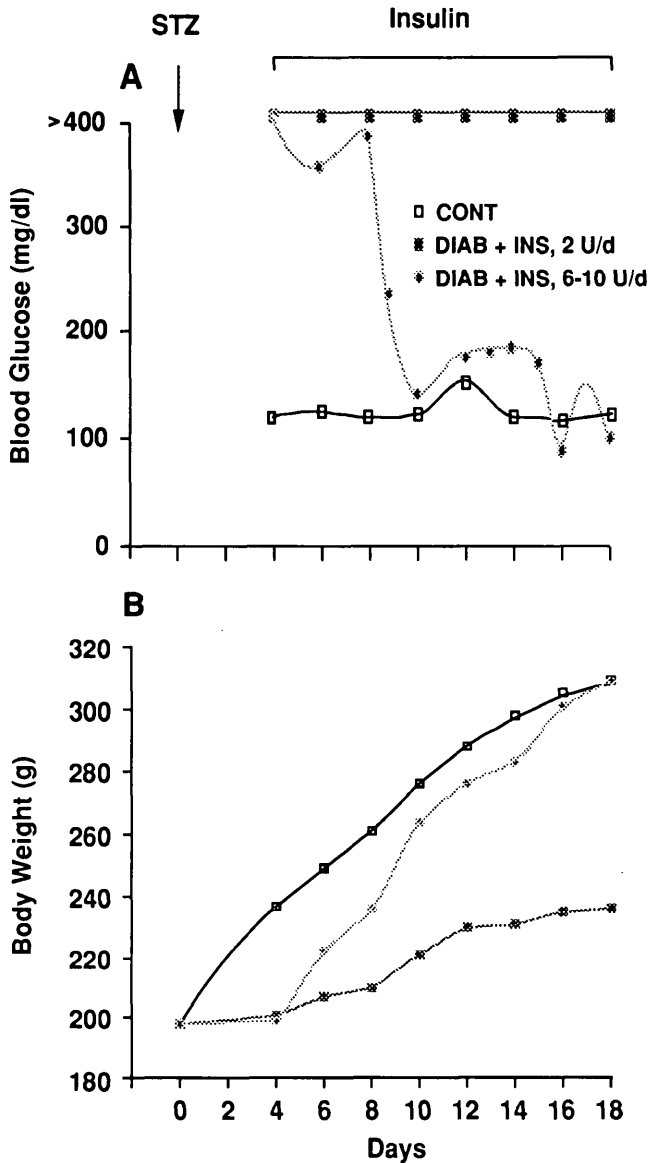 STZ
Insulin
A
>400
300
200
100
0
Blood Glucose (mg/dl)
CONT
DIAB + INS, 2 U/d
DIAB + INS, 6-10 U/d
B
320
300
280
260
240
220
200
180
Body Weight (g)
0 2 4 6 8 10 12 14 16 18
Days